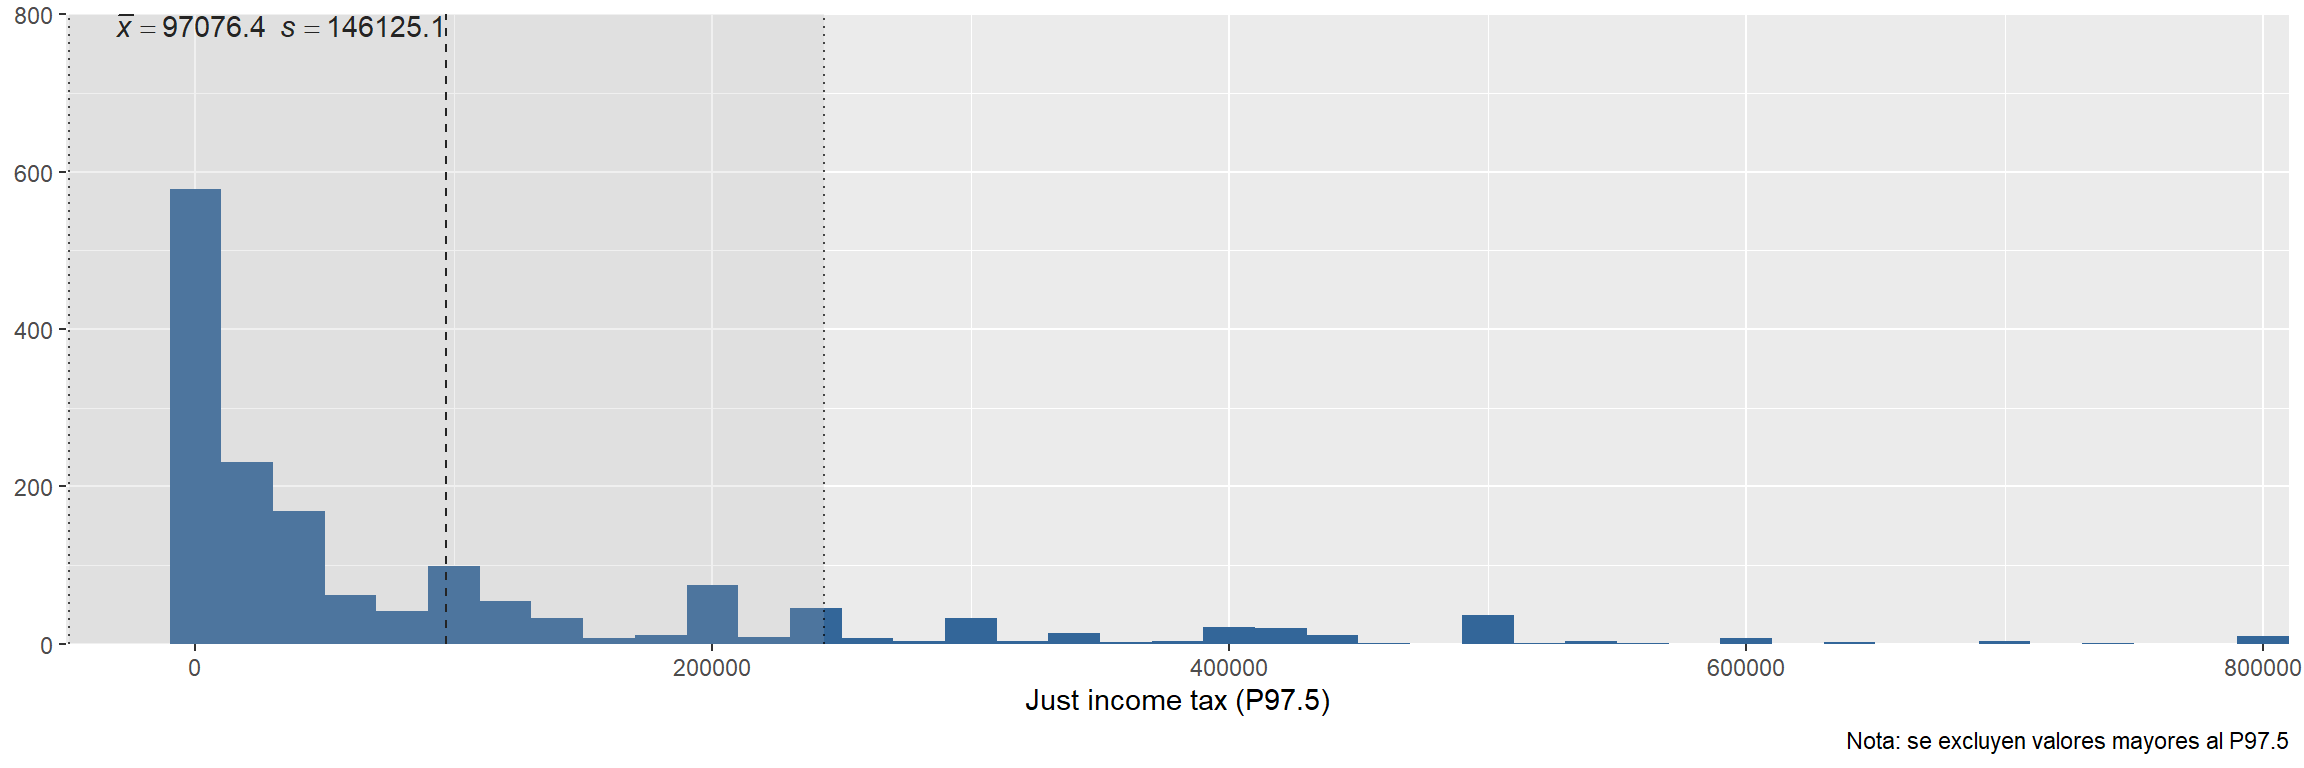 x̄ = 97076.4 s = 146125.1
800
600
400
200
0
0 200000 400000 600000 800000
Just income tax (P97.5)
Nota: se excluyen valores mayores al P97.5